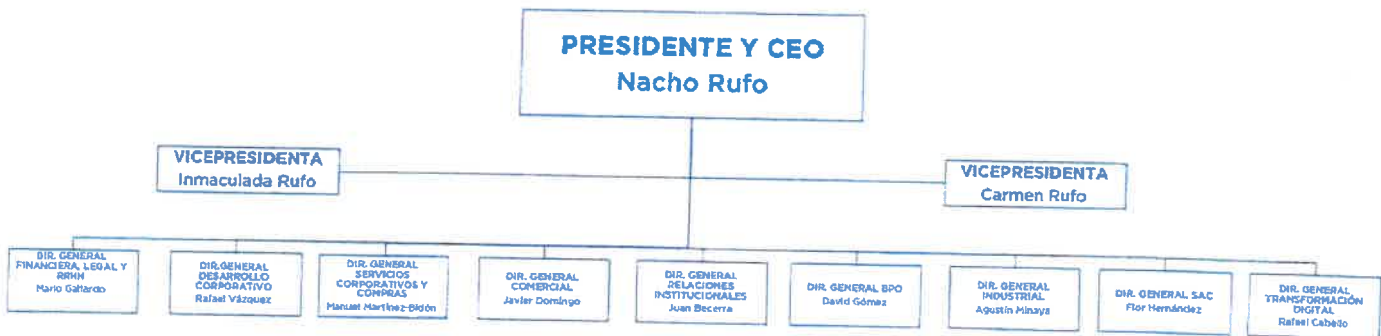 PRESIDENTE Y CEO
Nacho Rufo
VICEPRESIDENTA
Inmaculada Rufo
VICEPRESIDENTA
Carmen Rufo
DIR. GENERAL
FINANCIERA, LEGAL Y
RRHH
Mario Gallardo
DIR.GENERAL
DESARROLLO
CORPORATIVO
Rafael Vázquez
DIR. GENERAL
SERVICIOS
CORPORATIVOS Y
COMPRAS
Manuel Martínez-Bidón
DIR. GENERAL
COMERCIAL
Javier Domingo
DIR. GENERAL
RELACIONES
INSTITUCIONALES
Juan Becerra
DIR. GENERAL BPO
David Gómez
DIR. GENERAL
INDUSTRIAL
Agustín Minaya
DIR. GENERAL SAC
Flor Hernández
DIR. GENERAL
TRANSFORMACIÓN
DIGITAL
Rafael Cabello